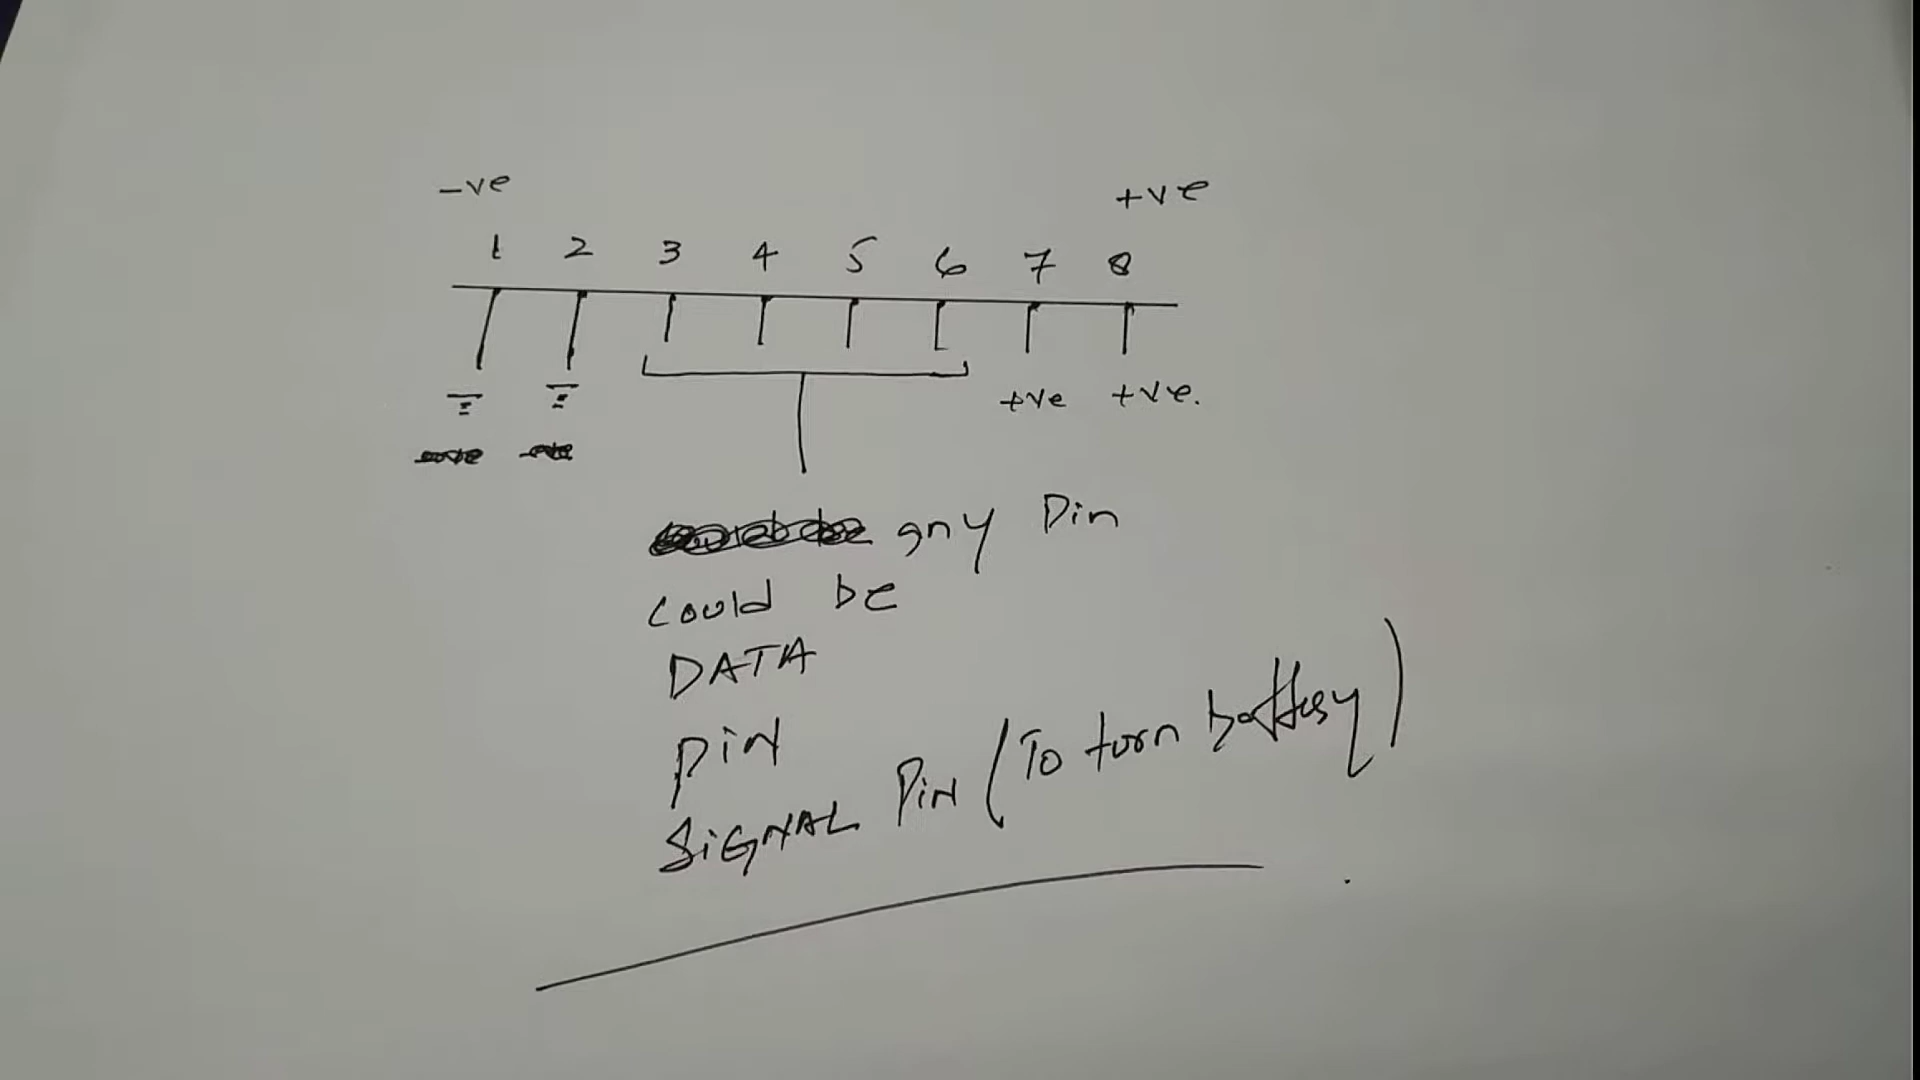 -ve +ve
1 2 3 4 5 6 7 8
+ve +ve.
any Pin
could be
DATA
PiN
SiGNAL PiN (To turn battery)